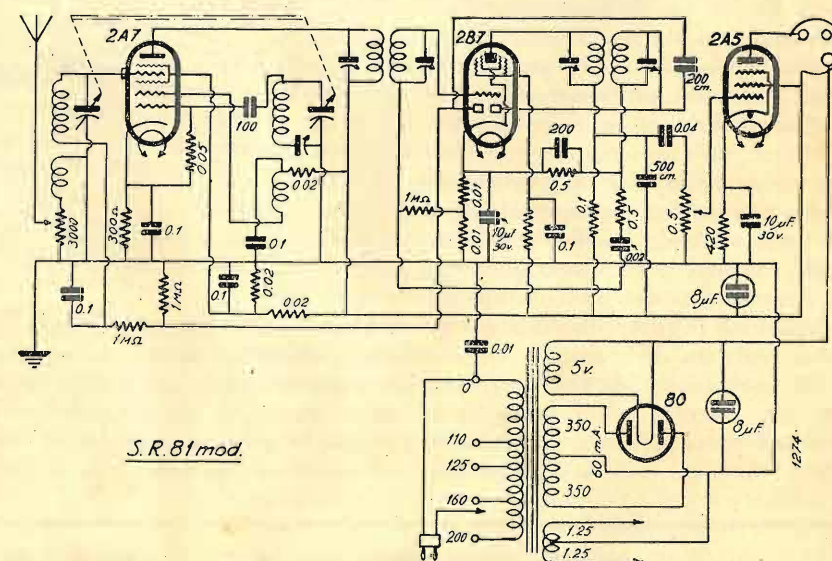 2A7
2B7
2A5
100
0.05
0.02
200
cm.
200
0.5
0.04
500
cm.
3000
300Ω
0.1
0.1
1MΩ
0.01
0.01
10µf
30v.
0.1
0.1
0.5
0.02
0.5
420
10µF
30v.
0.1
1MΩ
1MΩ
0.1
0.02
0.02
8µF.
0.01
0
5v.
80
110
125
160
200
350
350
60 m.A.
8µF.
1.25
1.25
S.R.81 mod.
1274.